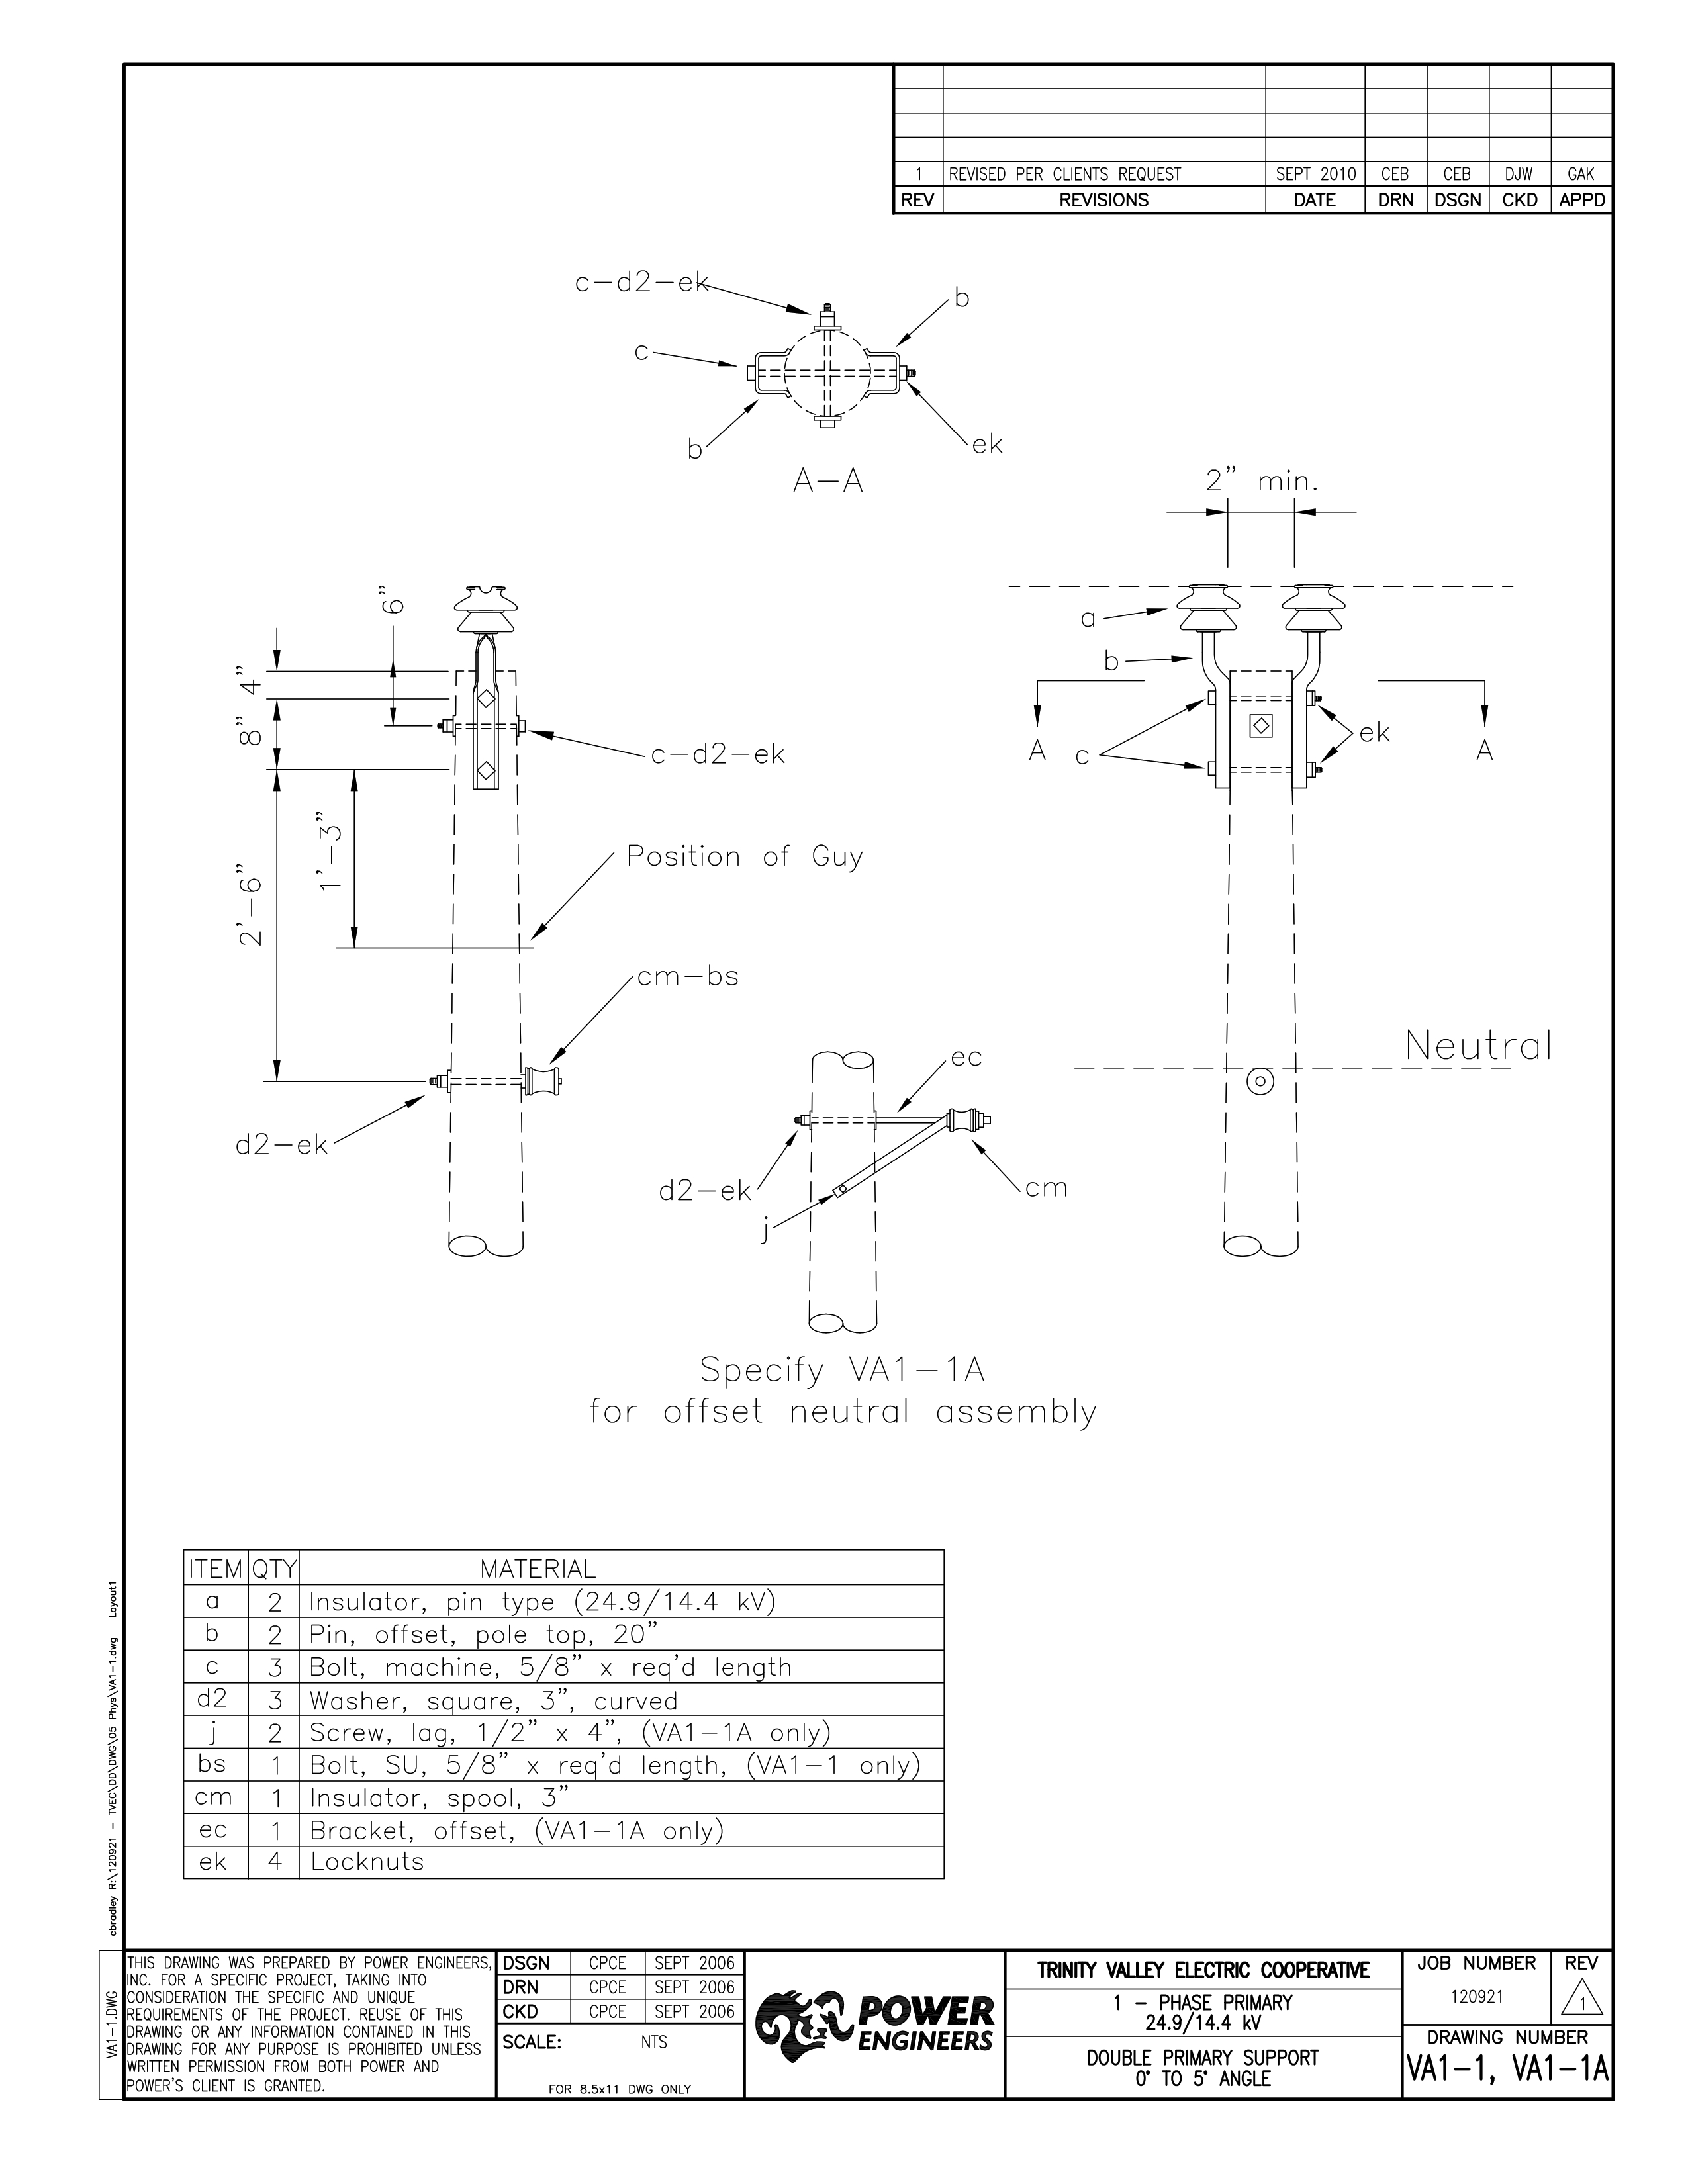 1 REVISED PER CLIENTS REQUEST SEPT 2010 CEB CEB DJW GAK
REV REVISIONS DATE DRN DSGN CKD APPD
c-d2-ek
b
c
b
ek
A-A
2" min.
6"
4"
8"
a
b
c-d2-ek
A
c
ek
A
1'-3"
2'-6"
Position of Guy
cm-bs
Neutral
ec
d2-ek
d2-ek
cm
j
Specify VA1-1A
for offset neutral assembly
ITEM QTY MATERIAL
a 2 Insulator, pin type (24.9/14.4 kV)
b 2 Pin, offset, pole top, 20"
c 3 Bolt, machine, 5/8" x req'd length
d2 3 Washer, square, 3", curved
j 2 Screw, lag, 1/2" x 4", (VA1-1A only)
bs 1 Bolt, SU, 5/8" x req'd length, (VA1-1 only)
cm 1 Insulator, spool, 3"
ec 1 Bracket, offset, (VA1-1A only)
ek 4 Locknuts
cbradley R:\120921 - TVEC\DD\DWG\05 Phys\VA1-1.dwg Layout1
VA1-1.DWG
THIS DRAWING WAS PREPARED BY POWER ENGINEERS,
INC. FOR A SPECIFIC PROJECT, TAKING INTO
CONSIDERATION THE SPECIFIC AND UNIQUE
REQUIREMENTS OF THE PROJECT. REUSE OF THIS
DRAWING OR ANY INFORMATION CONTAINED IN THIS
DRAWING FOR ANY PURPOSE IS PROHIBITED UNLESS
WRITTEN PERMISSION FROM BOTH POWER AND
POWER'S CLIENT IS GRANTED.
DSGN CPCE SEPT 2006
DRN CPCE SEPT 2006
CKD CPCE SEPT 2006
SCALE: NTS
FOR 8.5x11 DWG ONLY
POWER
ENGINEERS
TRINITY VALLEY ELECTRIC COOPERATIVE
1 - PHASE PRIMARY
24.9/14.4 kV
DOUBLE PRIMARY SUPPORT
0° TO 5° ANGLE
JOB NUMBER
120921
REV
1
DRAWING NUMBER
VA1-1, VA1-1A